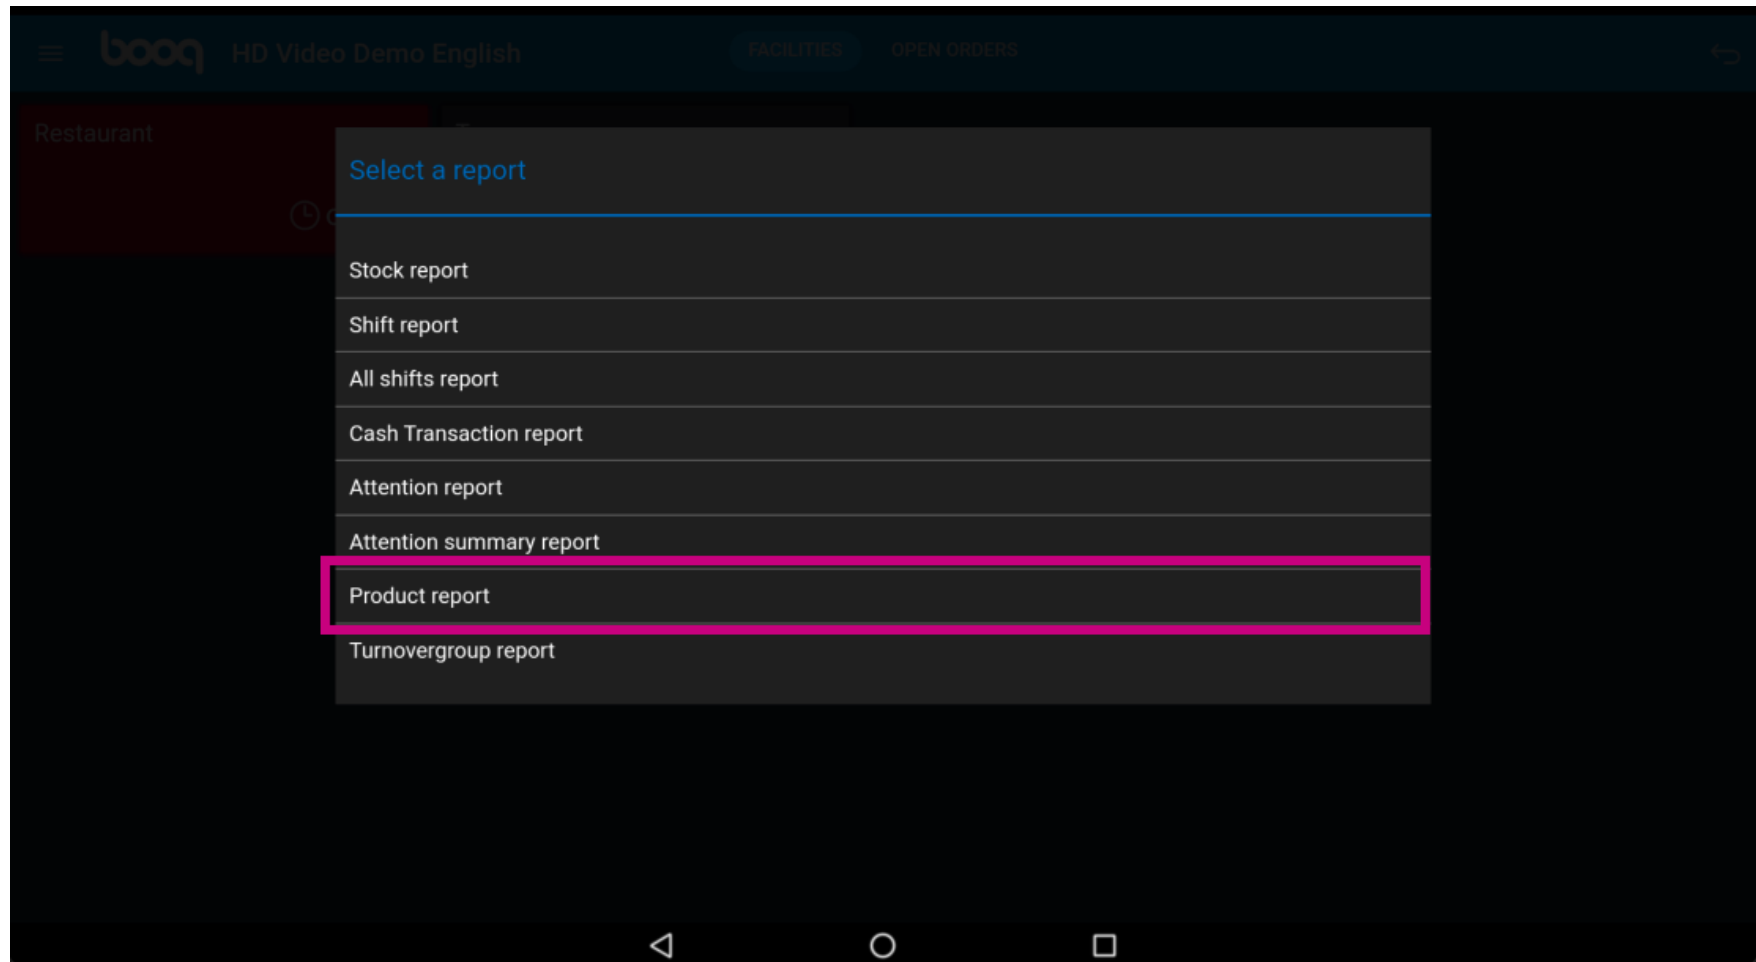 booq HD Video Demo English FACILITIES OPEN ORDERS
Restaurant
Select a report
Stock report
Shift report
All shifts report
Cash Transaction report
Attention report
Attention summary report
Product report
Turnovergroup report